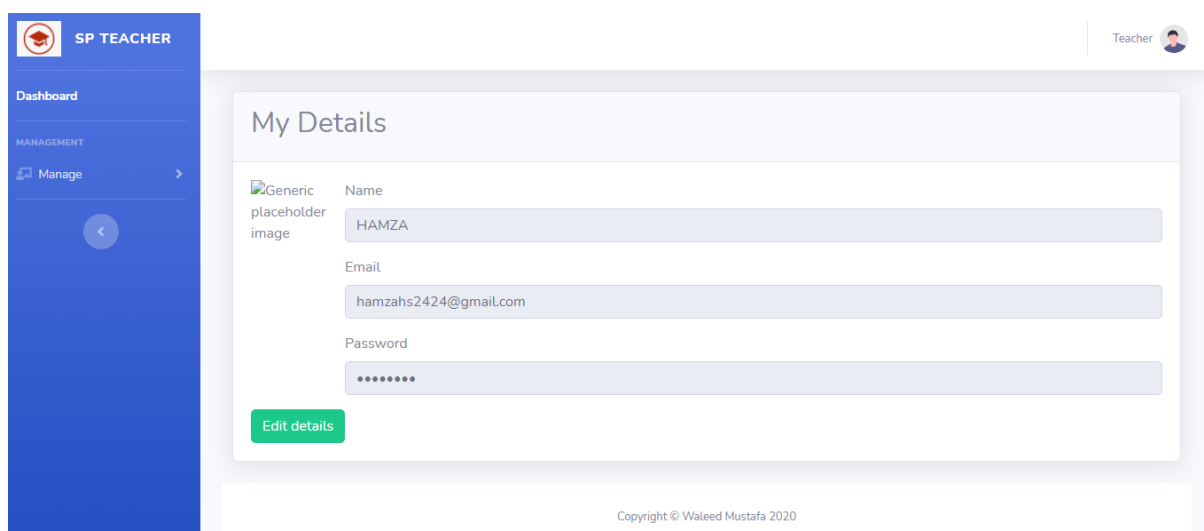 SP TEACHER
Teacher
Dashboard
MANAGEMENT
Manage
My Details
Generic
placeholder
image
Name
HAMZA
Email
hamzahs2424@gmail.com
Password
••••••••
Edit details
Copyright © Waleed Mustafa 2020